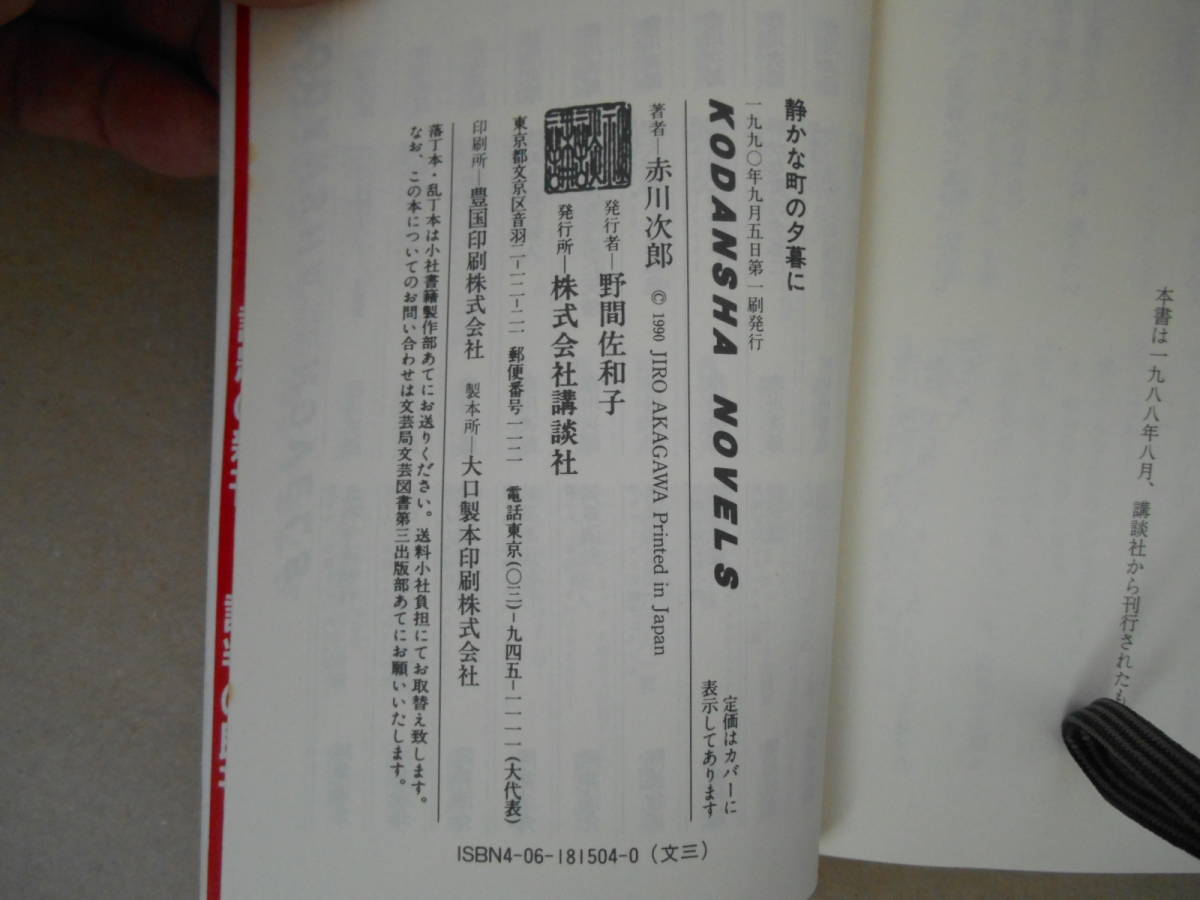 本書は一九八八年八月、講談社から刊行されたも
静かな町の夕暮に
一九九〇年九月五日第一刷発行
KODANSHA NOVELS
定価はカバーに
表示してあります
著者―赤川次郎 © 1990 JIRO AKAGAWA Printed in Japan
発行者―野間佐和子
発行所―株式会社講談社
東京都文京区音羽二-一二-二一 郵便番号一一二 電話東京(〇三)-九四五-一一一一(大代表)
印刷所―豊国印刷株式会社 製本所―大口製本印刷株式会社
落丁本・乱丁本は小社書籍製作部あてにお送りください。送料小社負担にてお取替え致します。
なお、この本についてのお問い合わせは文芸局文芸図書第三出版部あてにお願いいたします。
ISBN4-06-181504-0 (文三)